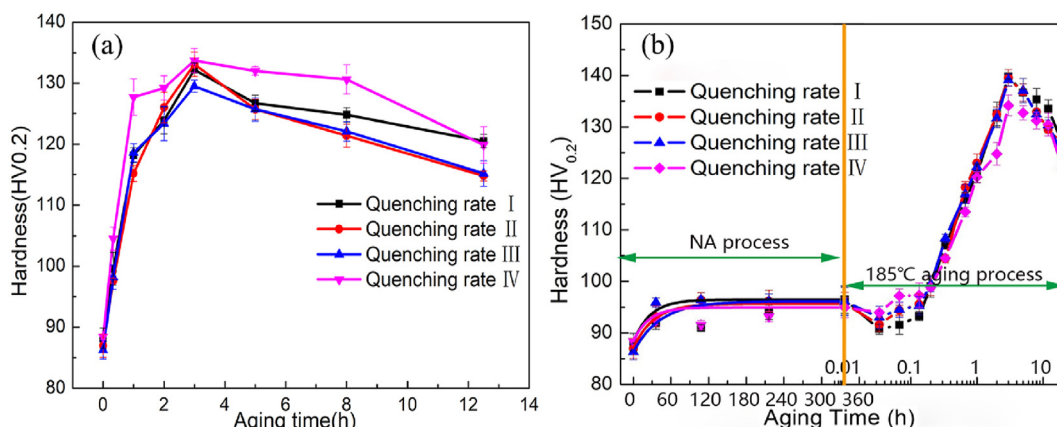 (a)
Hardness(HV0.2)
140
130
120
110
100
90
80
Quenching rate Ⅰ
Quenching rate Ⅱ
Quenching rate Ⅲ
Quenching rate Ⅳ
0 2 4 6 8 10 12 14
Aging time(h)
(b)
Hardness (HV0.2)
150
140
130
120
110
100
90
80
Quenching rate Ⅰ
Quenching rate Ⅱ
Quenching rate Ⅲ
Quenching rate Ⅳ
NA process
185℃ aging process
0.01 0.1 1 10
0 60 120 180 240 300 360
Aging Time (h)